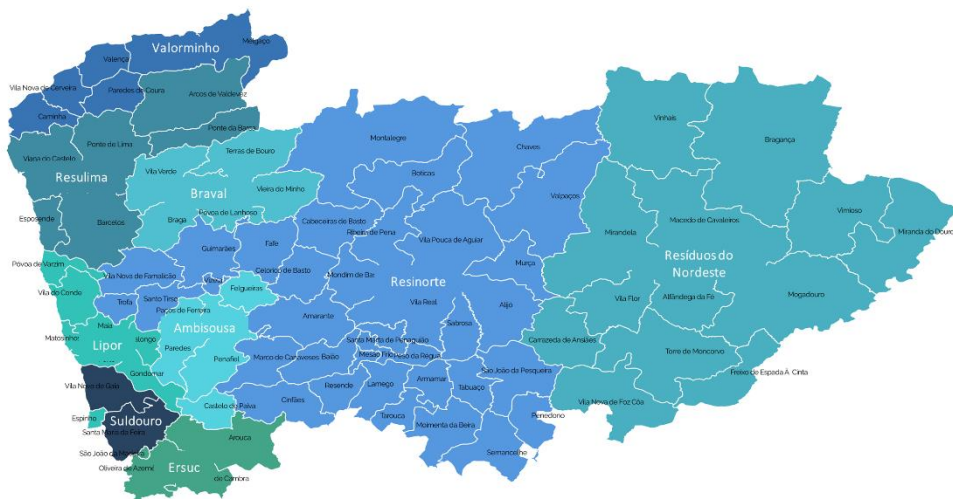 Valorminho
Melgaço
Valença
Vila Nova de Cerveira
Paredes de Coura
Arcos de Valdevez
Caminha
Ponte da Barca
Viana do Castelo
Ponte de Lima
Terras de Bouro
Resulima
Vila Verde
Braval
Vieira do Minho
Esposende
Barcelos
Braga
Póvoa de Lanhoso
Montalegre
Chaves
Vinhais
Bragança
Boticas
Valpaços
Cabeceiras de Basto
Ribeira de Pena
Vila Pouca de Aguiar
Mirandela
Macedo de Cavaleiros
Vimioso
Miranda do Douro
Guimarães
Fafe
Póvoa de Varzim
Vila Nova de Famalicão
Vizela
Celorico de Basto
Mondim de Ba
Murça
Resinorte
Resíduos do
Nordeste
Felgueiras
Vila do Conde
Trofa
Santo Tirso
Paços de Ferreira
Vila Real
Alijó
Vila Flor
Alfândega da Fé
Mogadouro
Maia
Ambisousa
Amarante
Sabrosa
Matosinhos
longo
Lipor
Paredes
Penafiel
Santa Marta de Penaguião
Mesão Frio
Peso da Régua
Carrazeda de Ansiães
Torre de Moncorvo
Marco de Canaveses
Baião
Gondomar
São João da Pesqueira
Freixo de Espada À Cinta
Vila Nova de Gaia
Resende
Lamego
Armamar
Tabuaço
Castelo de Paiva
Cinfães
Vila Nova de Foz Côa
Espinho
Suldouro
Tarouca
Moimenta da Beira
Penedono
Santa Maria da Feira
Arouca
Sernancelhe
São João da Madeira
Ersuc
Oliveira de Azemé
de Cambra